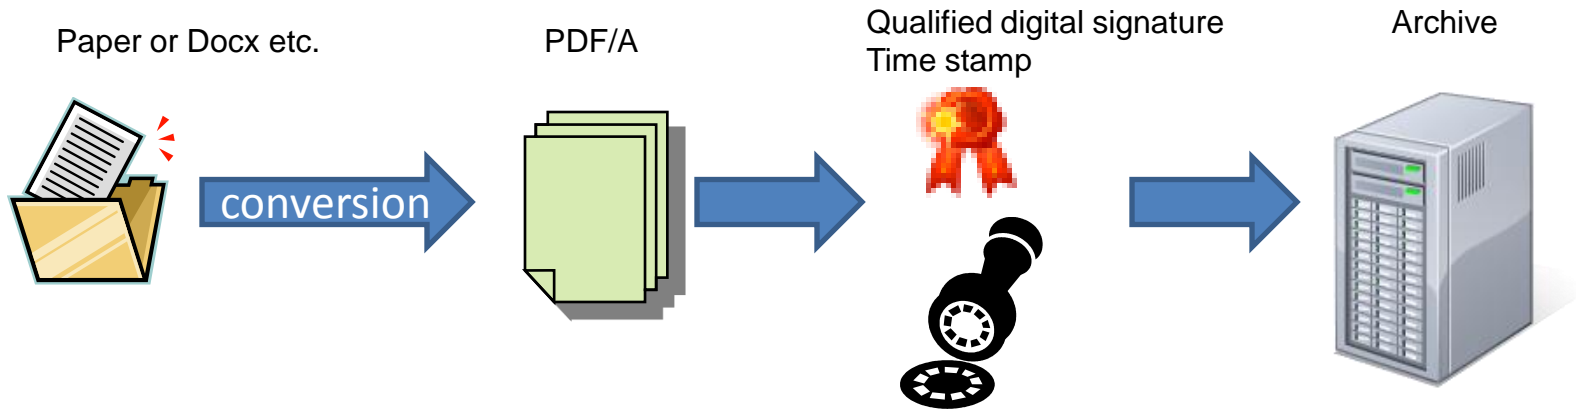 Paper or Docx etc.
PDF/A
Qualified digital signature
Time stamp
Archive
conversion